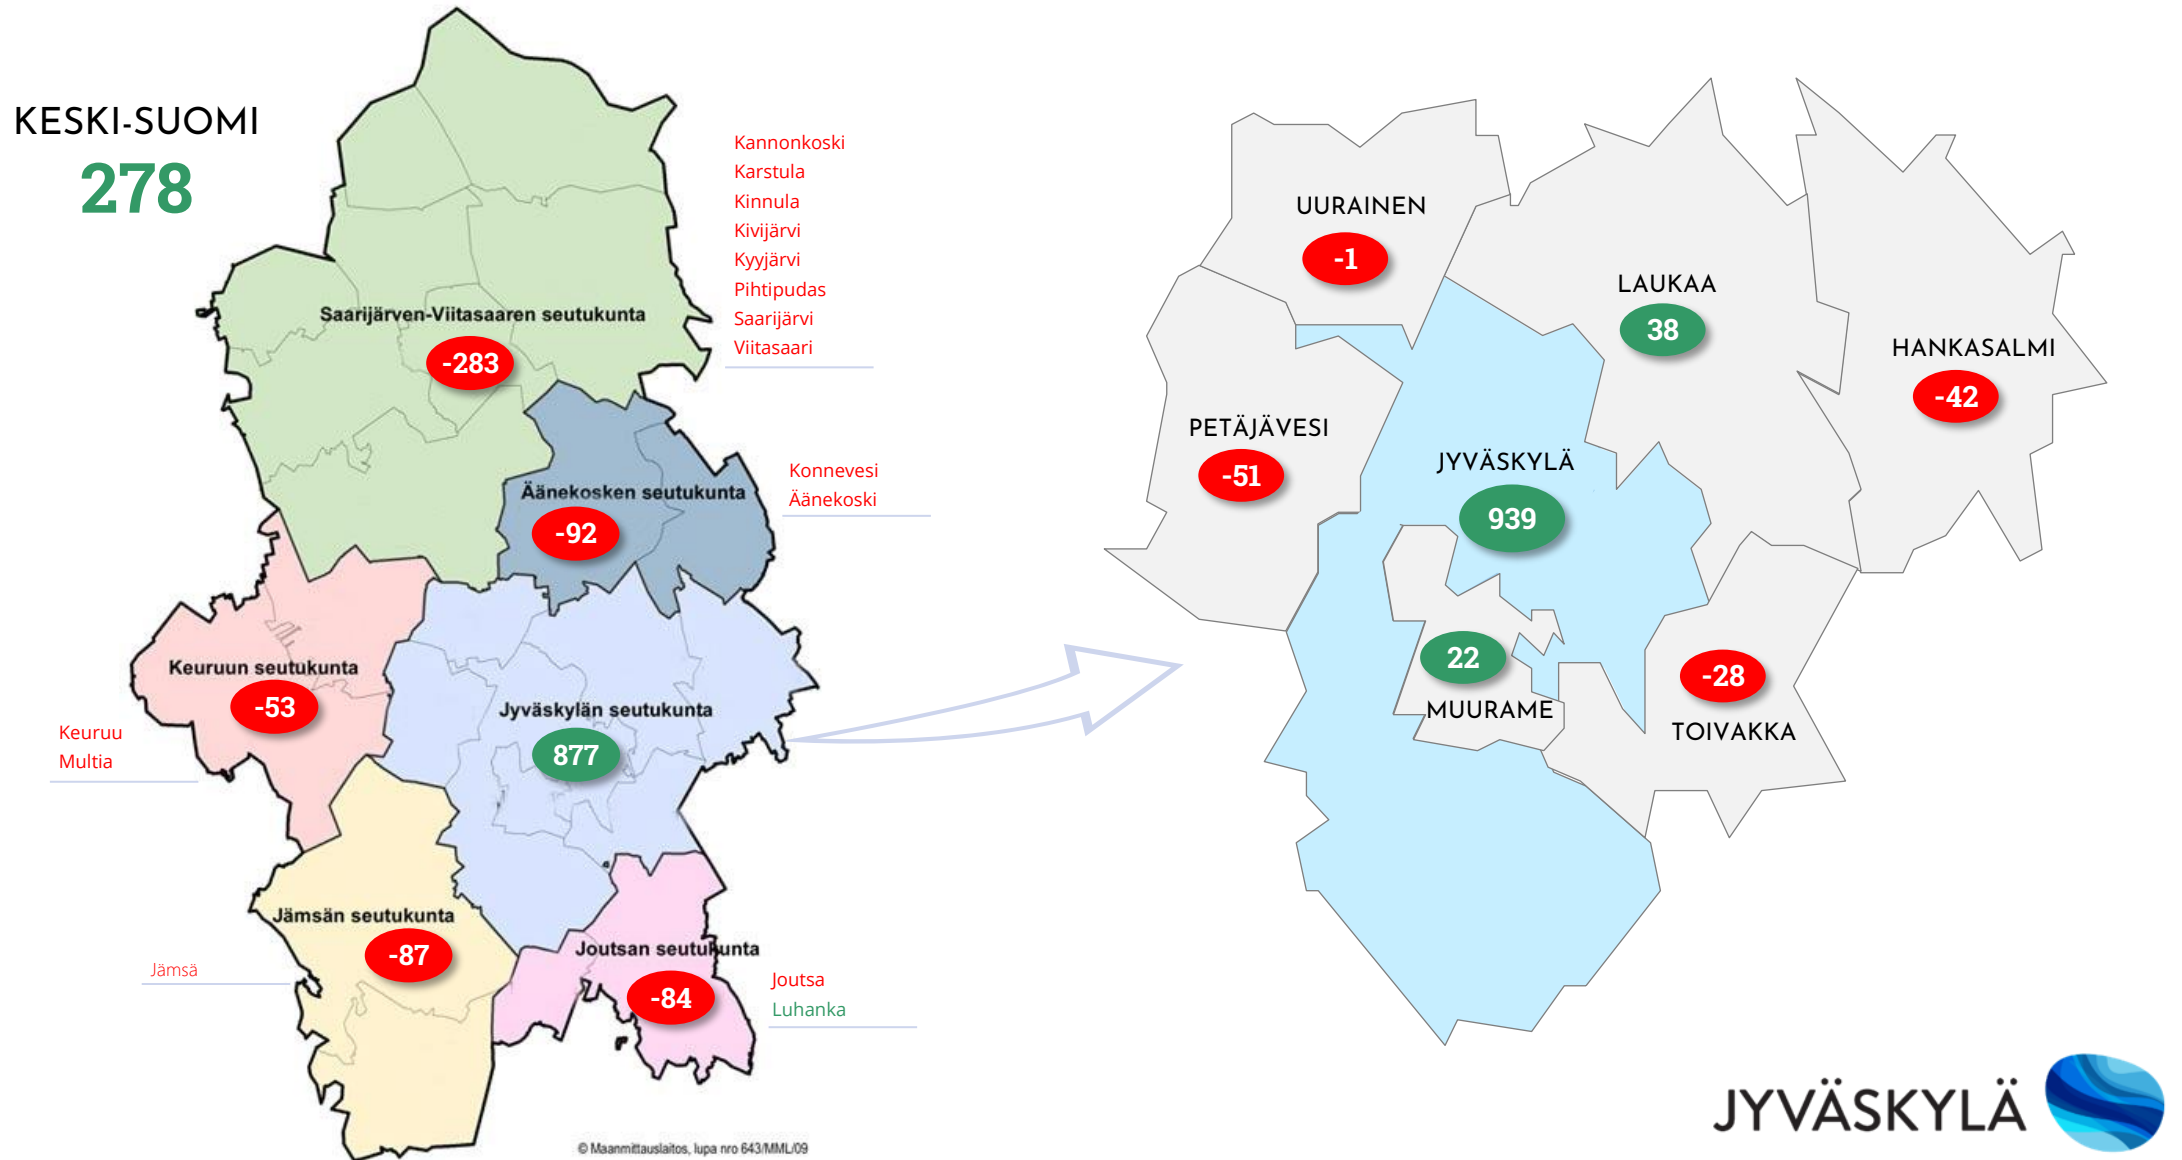 KESKI-SUOMI
278
Kannonkoski
Karstula
Kinnula
Kivijärvi
Kyyjärvi
Pihtipudas
Saarijärvi
Viitasaari
Saarijärven-Viitasaaren seutukunta
-283
Konnevesi
Äänekoski
Äänekosken seutukunta
-92
Keuruun seutukunta
-53
Keuruu
Multia
Jyväskylän seutukunta
877
Jämsän seutukunta
-87
Jämsä
Joutsan seutukunta
-84
Joutsa
Luhanka
© Maanmittauslaitos, lupa nro 643/MML/09
UURAINEN
-1
LAUKAA
38
HANKASALMI
-42
PETÄJÄVESI
-51
JYVÄSKYLÄ
939
22
MUURAME
-28
TOIVAKKA
JYVÄSKYLÄ